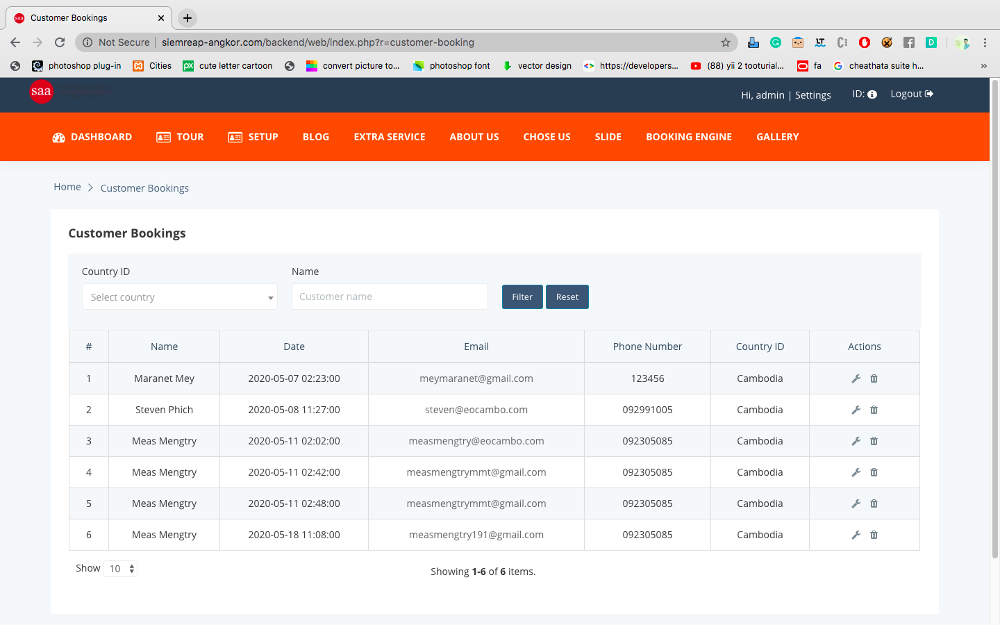 Customer Bookings
Not Secure siemreap-angkor.com/backend/web/index.php?r=customer-booking
photoshop plug-in Cities cute letter cartoon convert picture to... photoshop font vector design https://developers... (88) yii 2 tooturial... fa cheathata suite h... »
saa Hi, admin | Settings ID: Logout
DASHBOARD TOUR SETUP BLOG EXTRA SERVICE ABOUT US CHOSE US SLIDE BOOKING ENGINE GALLERY
Home Customer Bookings
Customer Bookings
Country ID Name
Select country Customer name Filter Reset
# Name Date Email Phone Number Country ID Actions
1 Maranet Mey 2020-05-07 02:23:00 meymaranet@gmail.com 123456 Cambodia
2 Steven Phich 2020-05-08 11:27:00 steven@eocambo.com 092991005 Cambodia
3 Meas Mengtry 2020-05-11 02:02:00 measmengtry@eocambo.com 092305085 Cambodia
4 Meas Mengtry 2020-05-11 02:42:00 measmengtrymmt@gmail.com 092305085 Cambodia
5 Meas Mengtry 2020-05-11 02:48:00 measmengtrymmt@gmail.com 092305085 Cambodia
6 Meas Mengtry 2020-05-18 11:08:00 measmengtry191@gmail.com 092305085 Cambodia
Show 10 Showing 1-6 of 6 items.